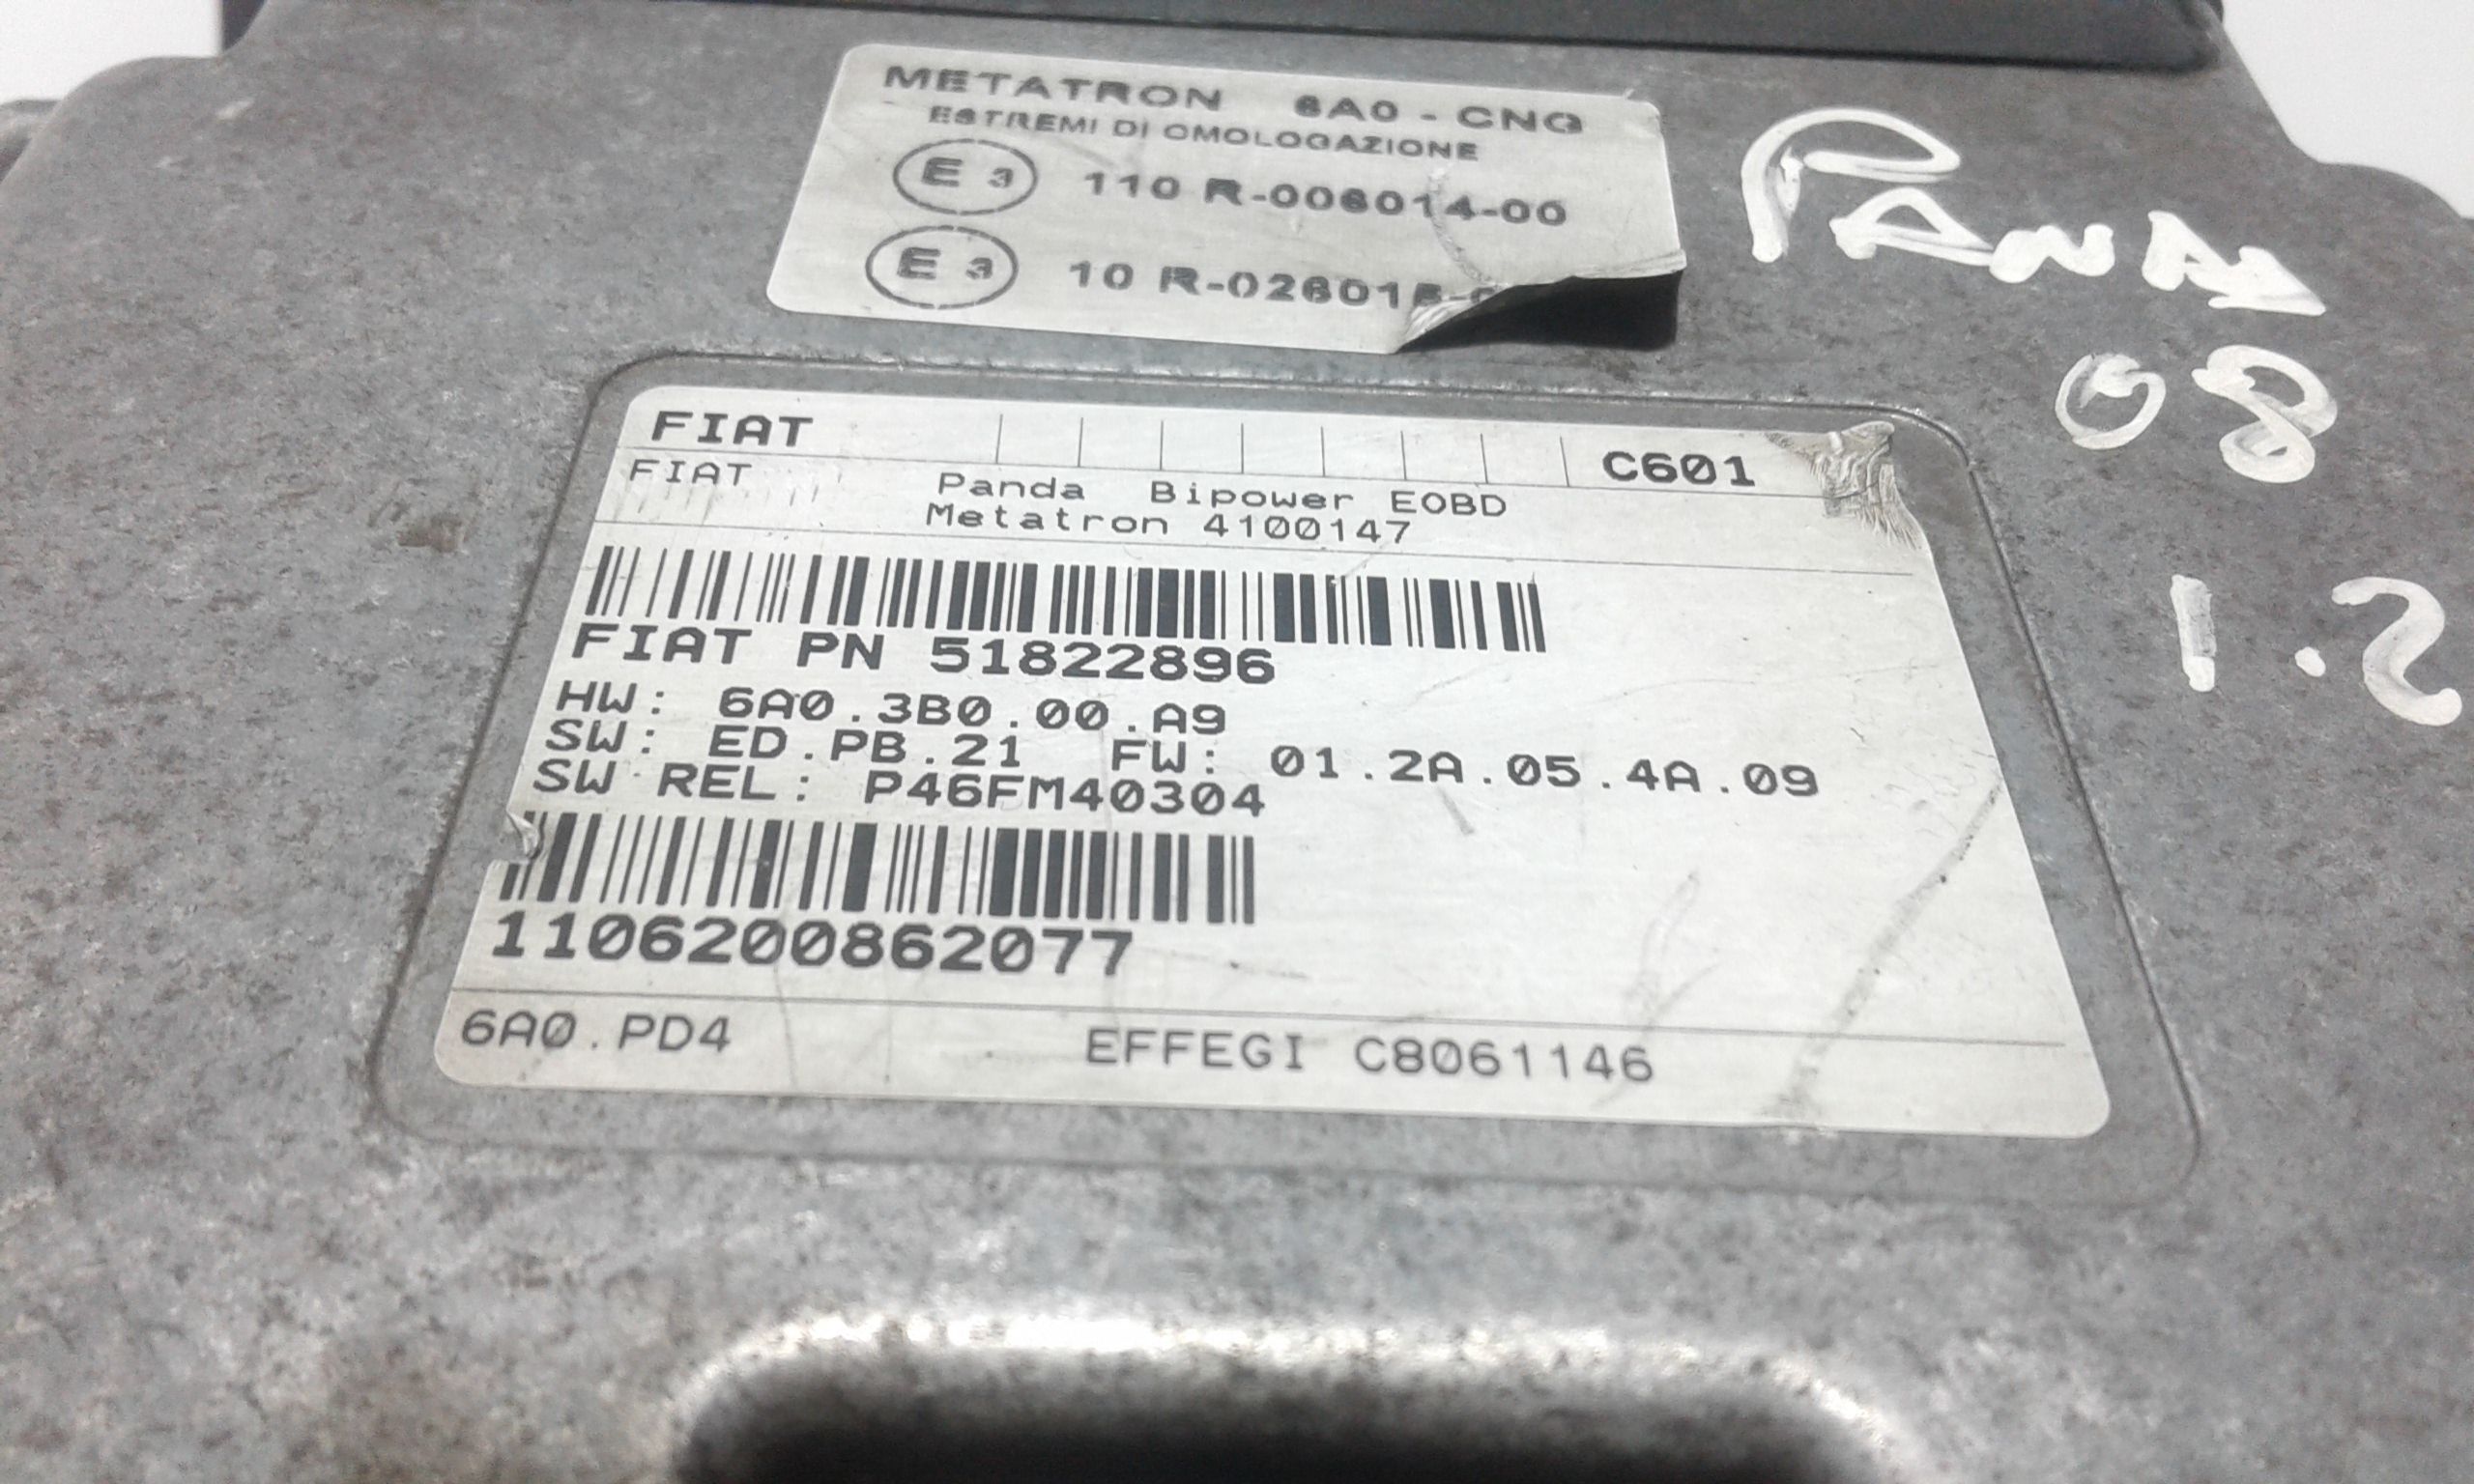 METATRON 6A0 - CNG
ESTREMI DI OMOLOGAZIONE
E 3 110 R-006014-00
E 3 10 R-026015-
PANDA
08
1.2
FIAT C601
FIAT Panda Bipower EOBD
Metatron 4100147
FIAT PN 51822896
HW: 6A0.3B0.00.A9
SW: ED.PB.21 FW: 01.2A.05.4A.09
SW REL: P46FM40304
1106200862077
6A0.PD4 EFFEGI C8061146